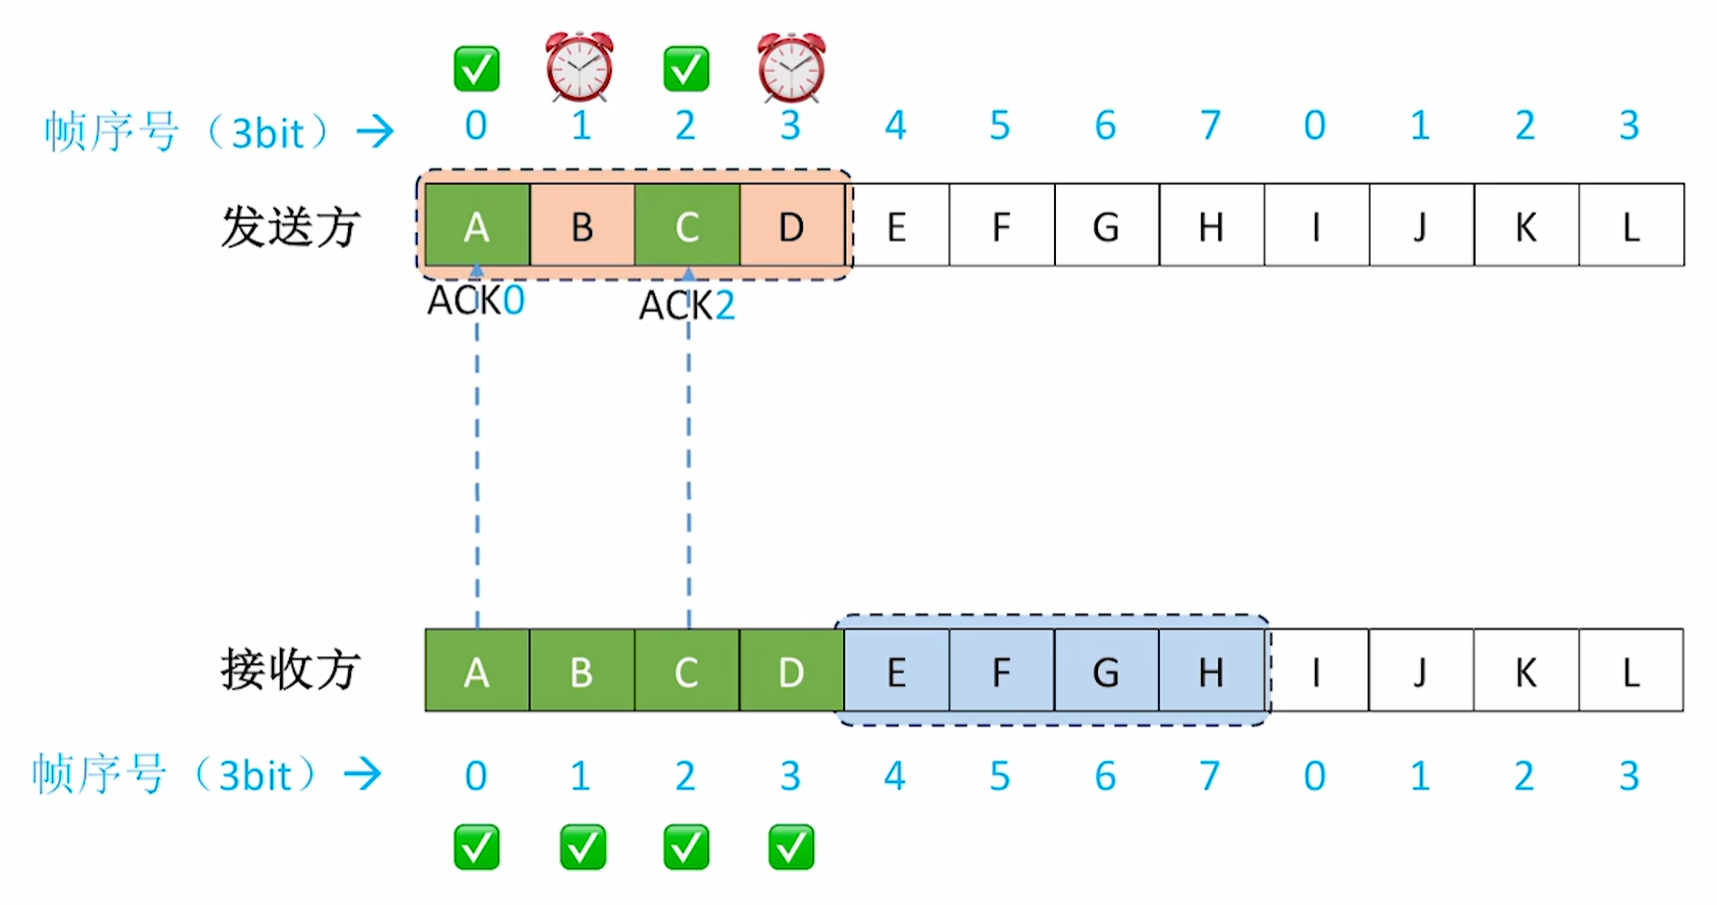 帧序号（3bit）→ 0 1 2 3 4 5 6 7 0 1 2 3
发送方 A B C D E F G H I J K L
ACK0 ACK2
接收方 A B C D E F G H I J K L
帧序号（3bit）→ 0 1 2 3 4 5 6 7 0 1 2 3